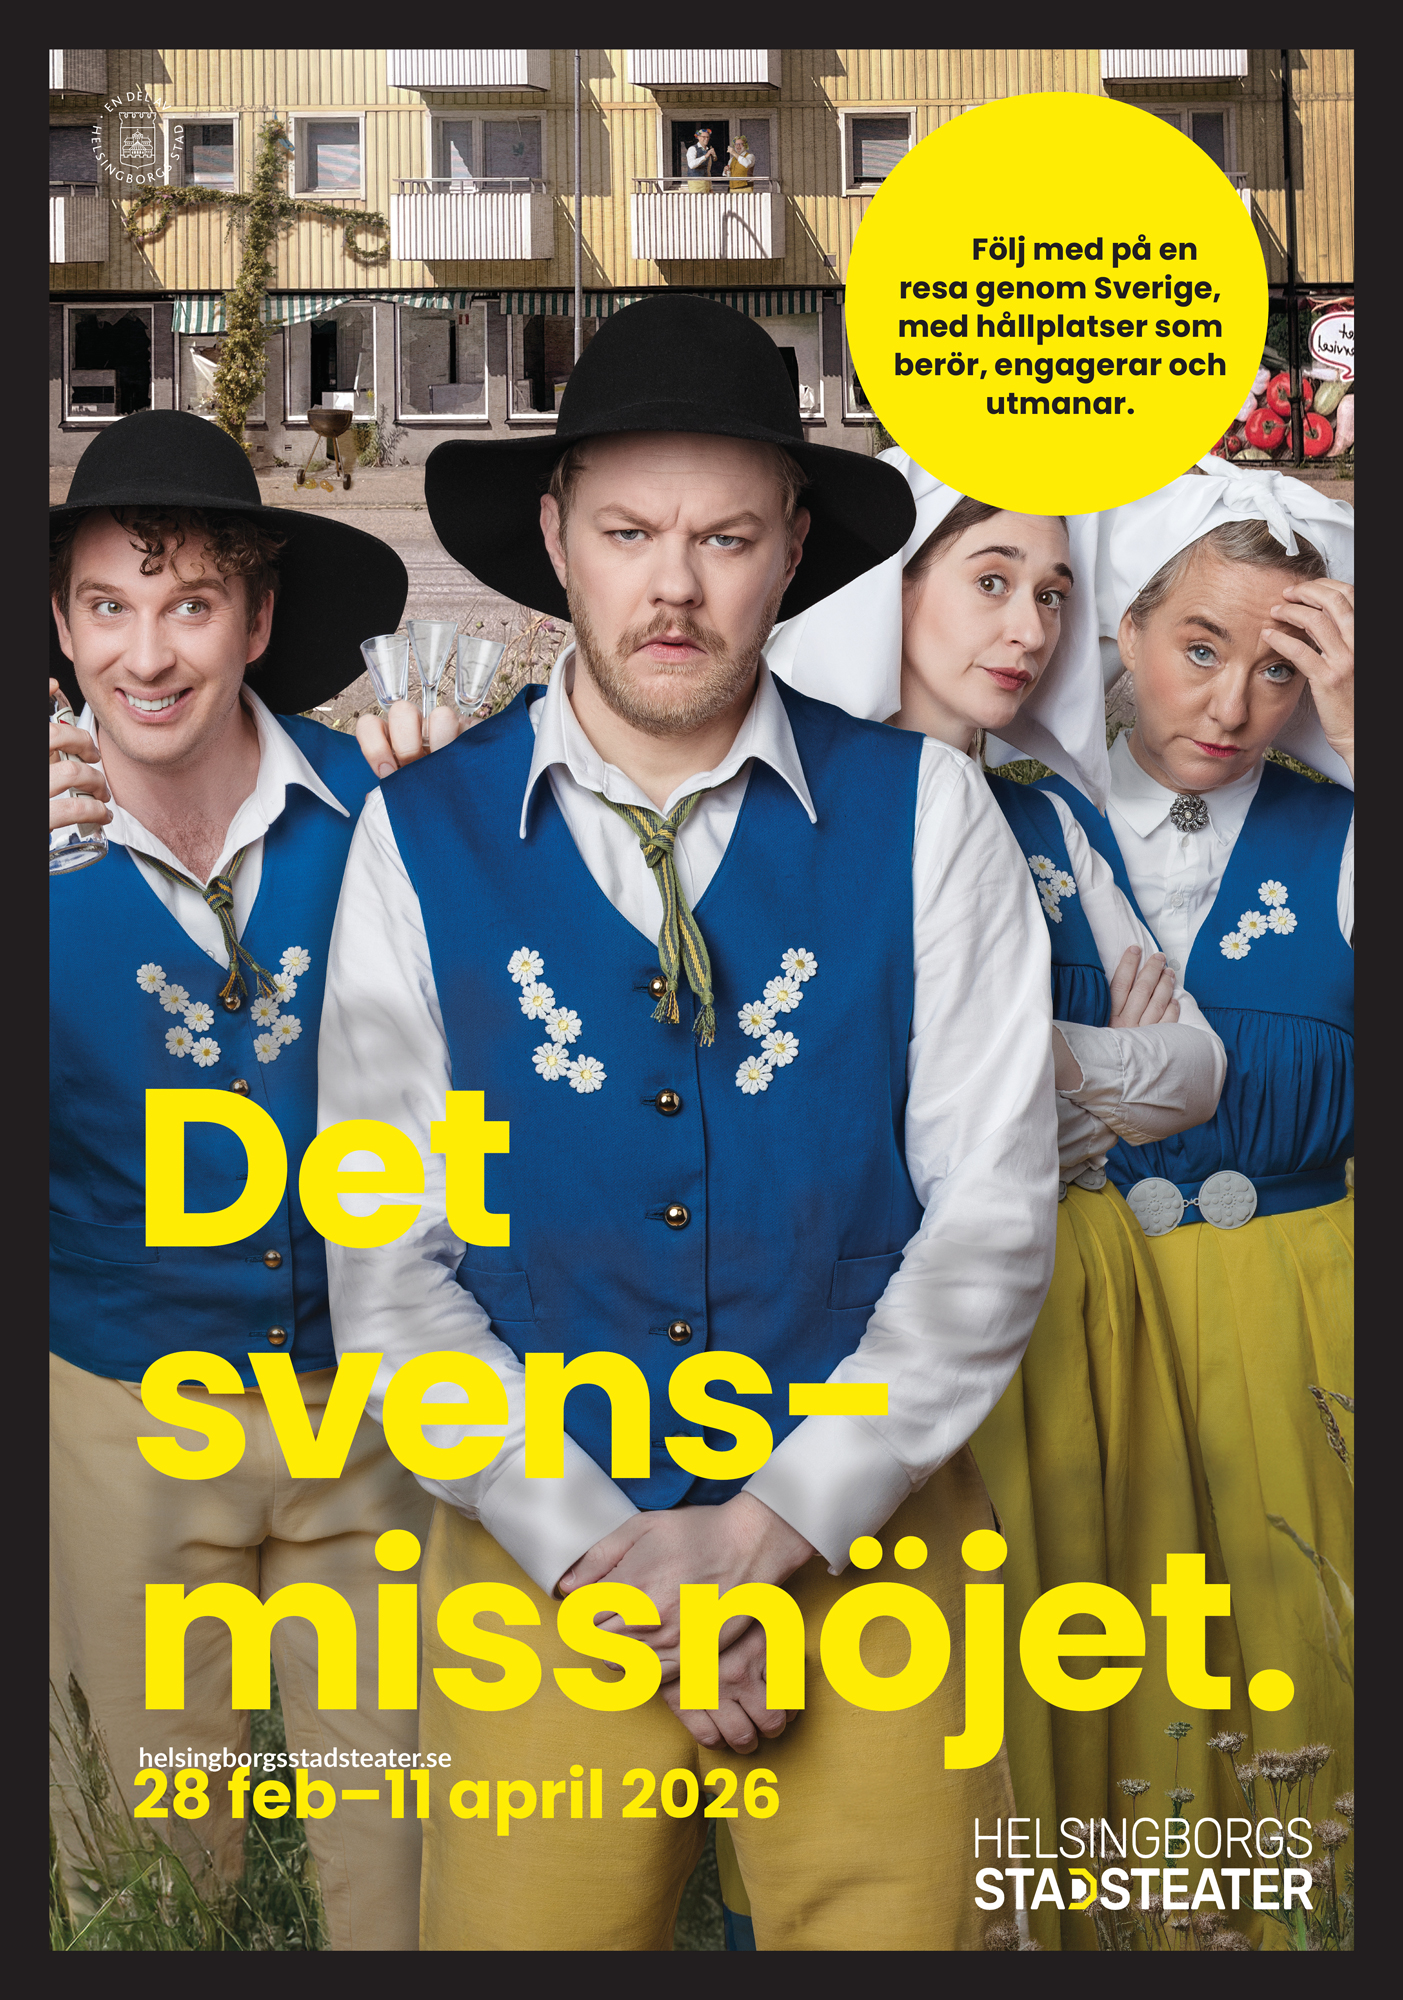 · EN DEL AV ·
HELSINGBORGS STAD
Följ med på en
resa genom Sverige,
med hållplatser som
berör, engagerar och
utmanar.
Det
svens-
missnöjet.
helsingborgsstadsteater.se
28 feb–11 april 2026
HELSINGBORGS
STADSTEATER